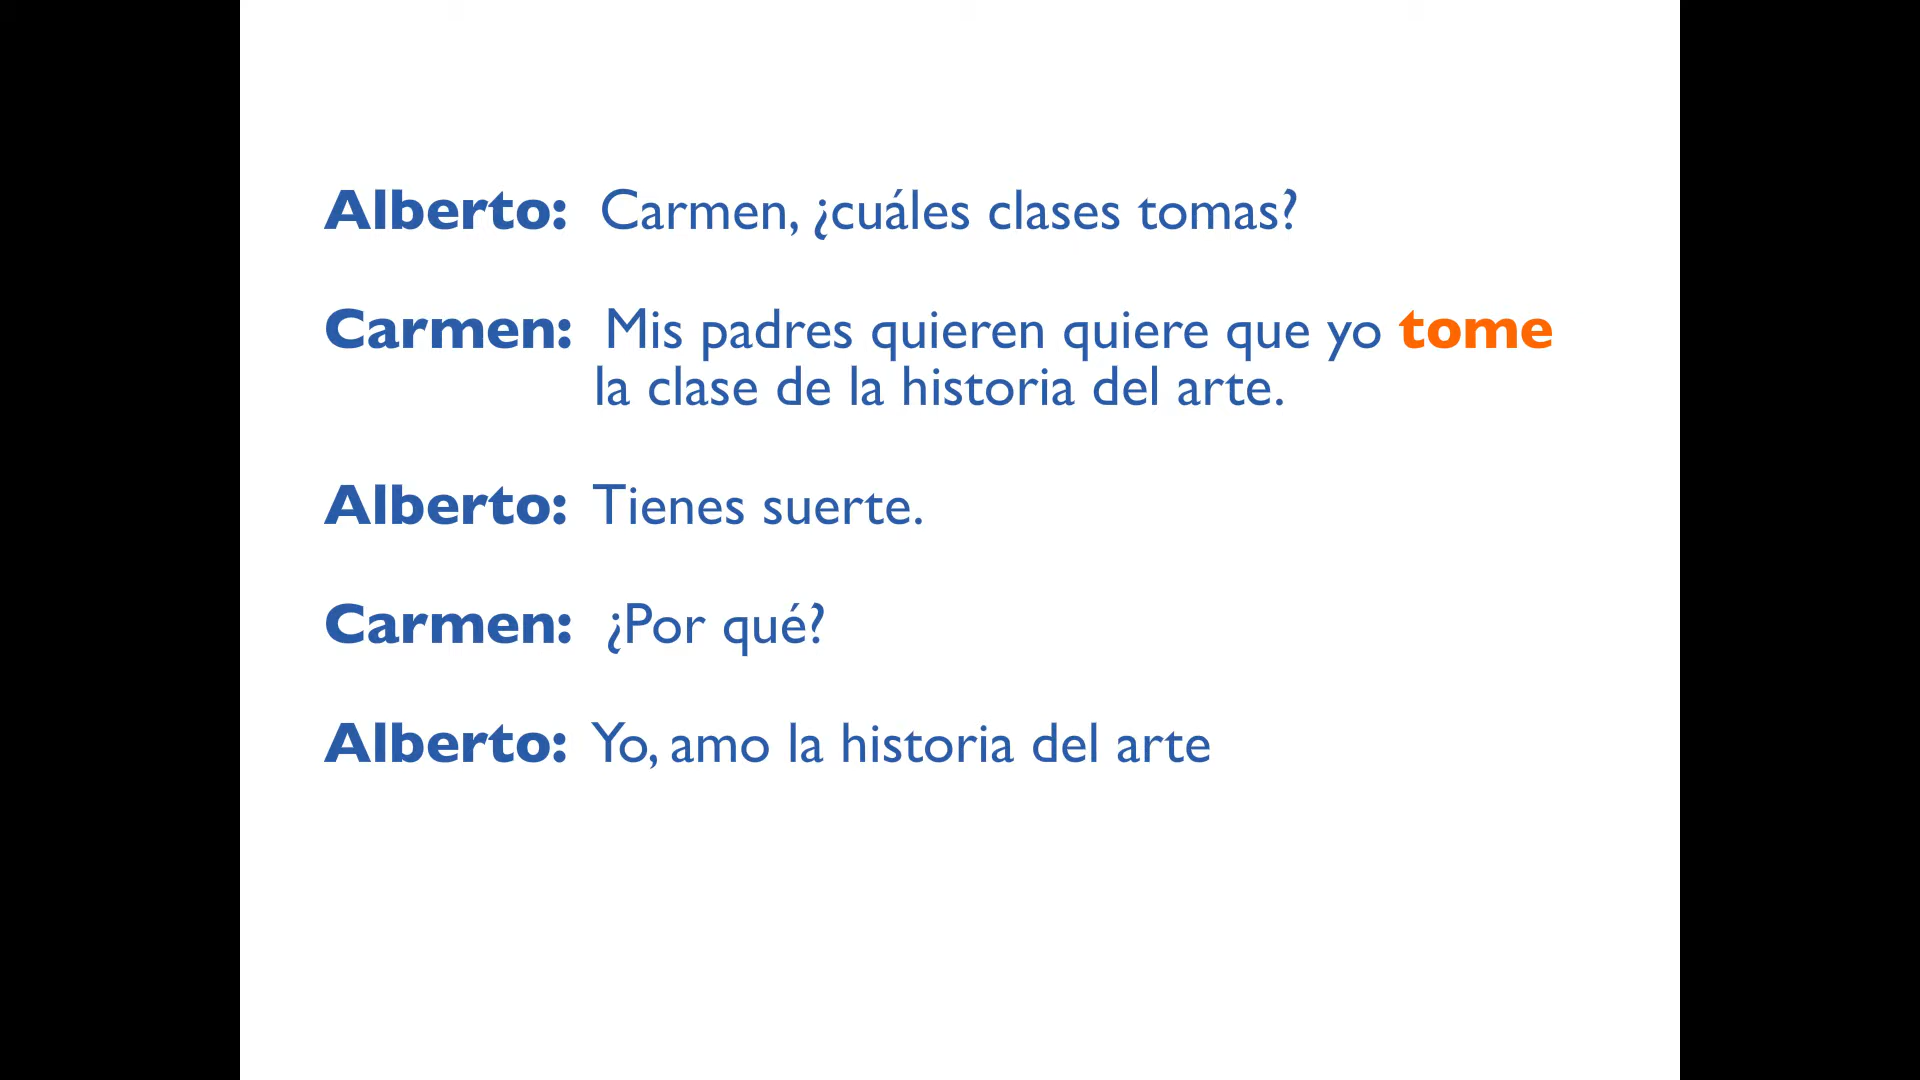 Alberto: Carmen, ¿cuáles clases tomas?
Carmen: Mis padres quieren quiere que yo tome
la clase de la historia del arte.
Alberto: Tienes suerte.
Carmen: ¿Por qué?
Alberto: Yo, amo la historia del arte